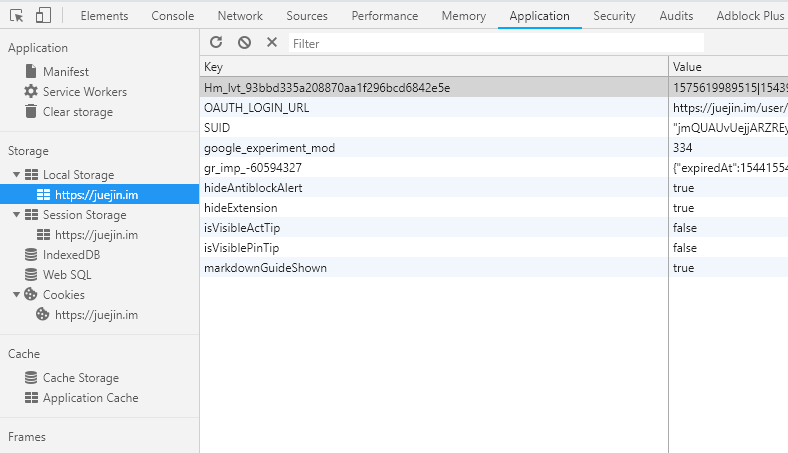 Elements Console Network Sources Performance Memory Application Security Audits Adblock Plus
Filter
Application
Manifest
Service Workers
Clear storage
Storage
Local Storage
https://juejin.im
Session Storage
https://juejin.im
IndexedDB
Web SQL
Cookies
https://juejin.im
Cache
Cache Storage
Application Cache
Frames
Key Value
Hm_lvt_93bbd335a208870aa1f296bcd6842e5e 1575619989515|1543
OAUTH_LOGIN_URL https://juejin.im/user/
SUID "jmQUAUvUejjARZREy
google_experiment_mod 334
gr_imp_-60594327 {"expiredAt":15441554
hideAntiblockAlert true
hideExtension true
isVisibleActTip false
isVisiblePinTip false
markdownGuideShown true